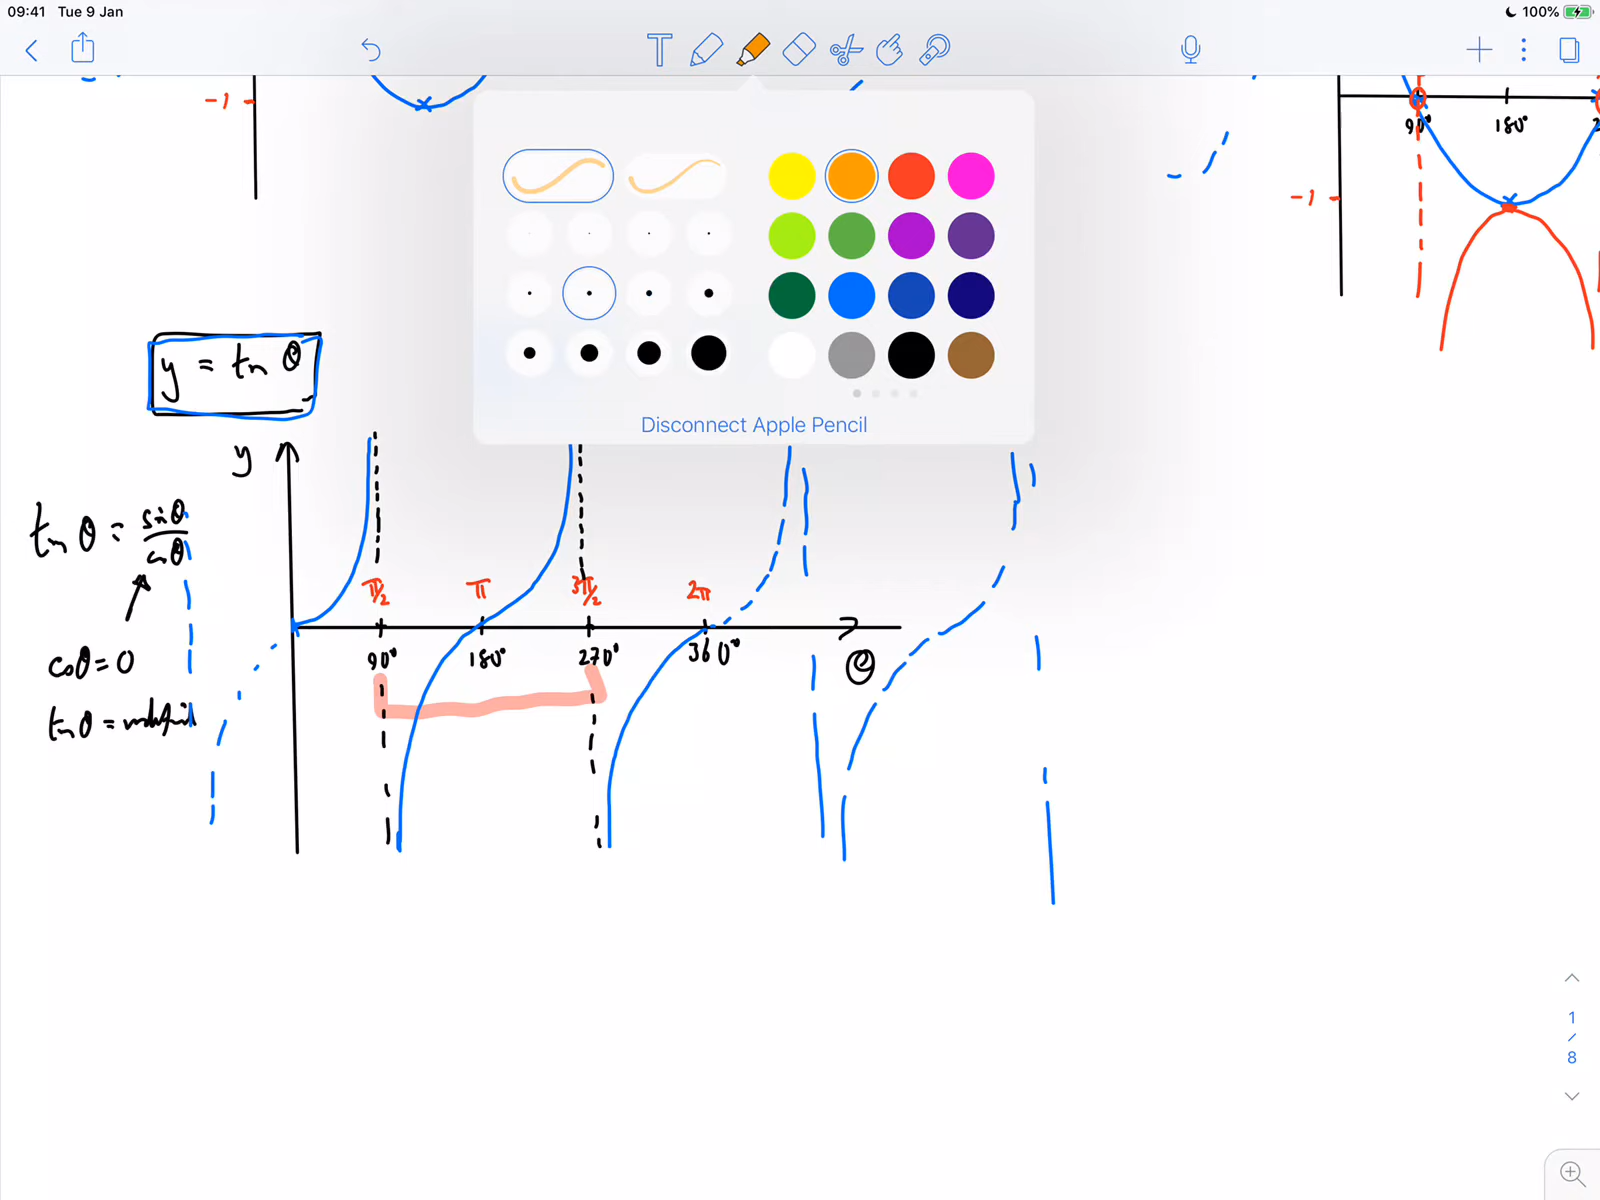 09:41 Tue 9 Jan
100%
-1
90° 180°
-1
y = tn θ
Disconnect Apple Pencil
y
tn θ = sinθ
cosθ
π/2 π 3π/2 2π
90° 180° 270° 360°
θ
cosθ=0
tnθ =
1
/
8